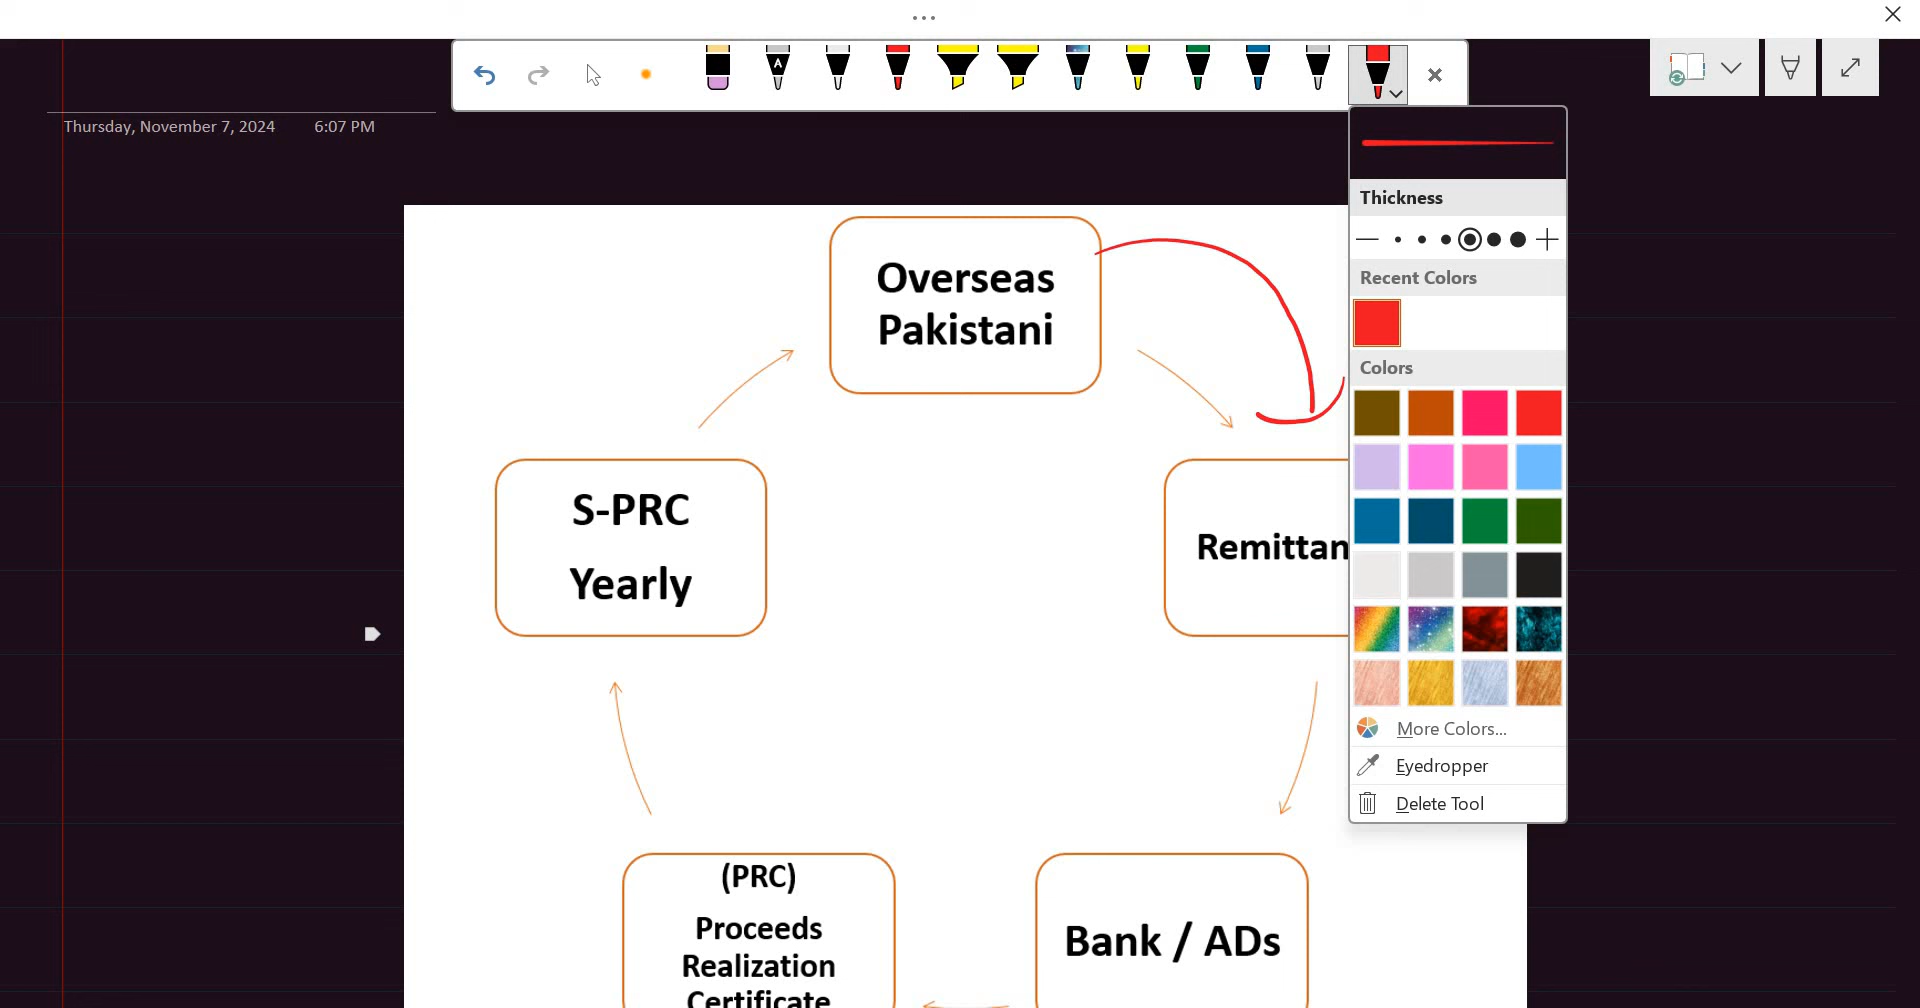 Thursday, November 7, 2024 6:07 PM
A
Thickness
Recent Colors
Colors
More Colors...
Eyedropper
Delete Tool
Overseas
Pakistani
S-PRC
Yearly
Remittan
(PRC)
Proceeds
Realization
Certificate
Bank / ADs